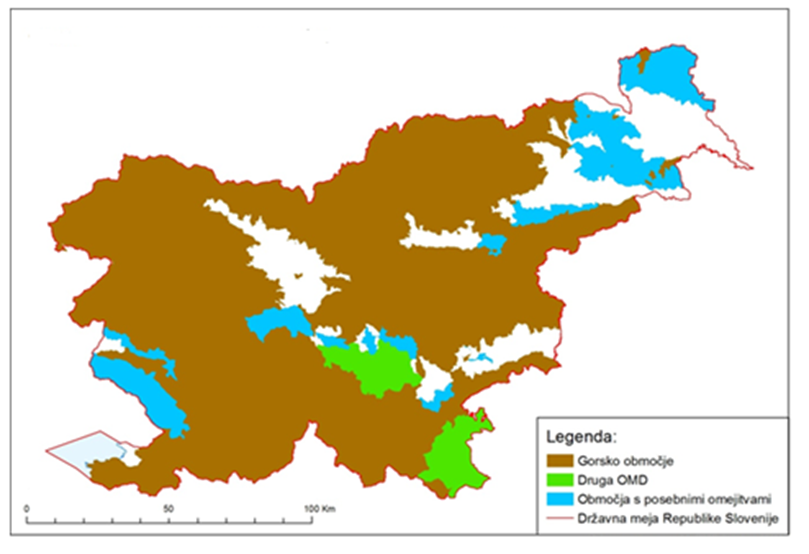 Legenda:
Gorsko območje
Druga OMD
Območja s posebnimi omejitvami
Državna meja Republike Slovenije
0 50 100 Km